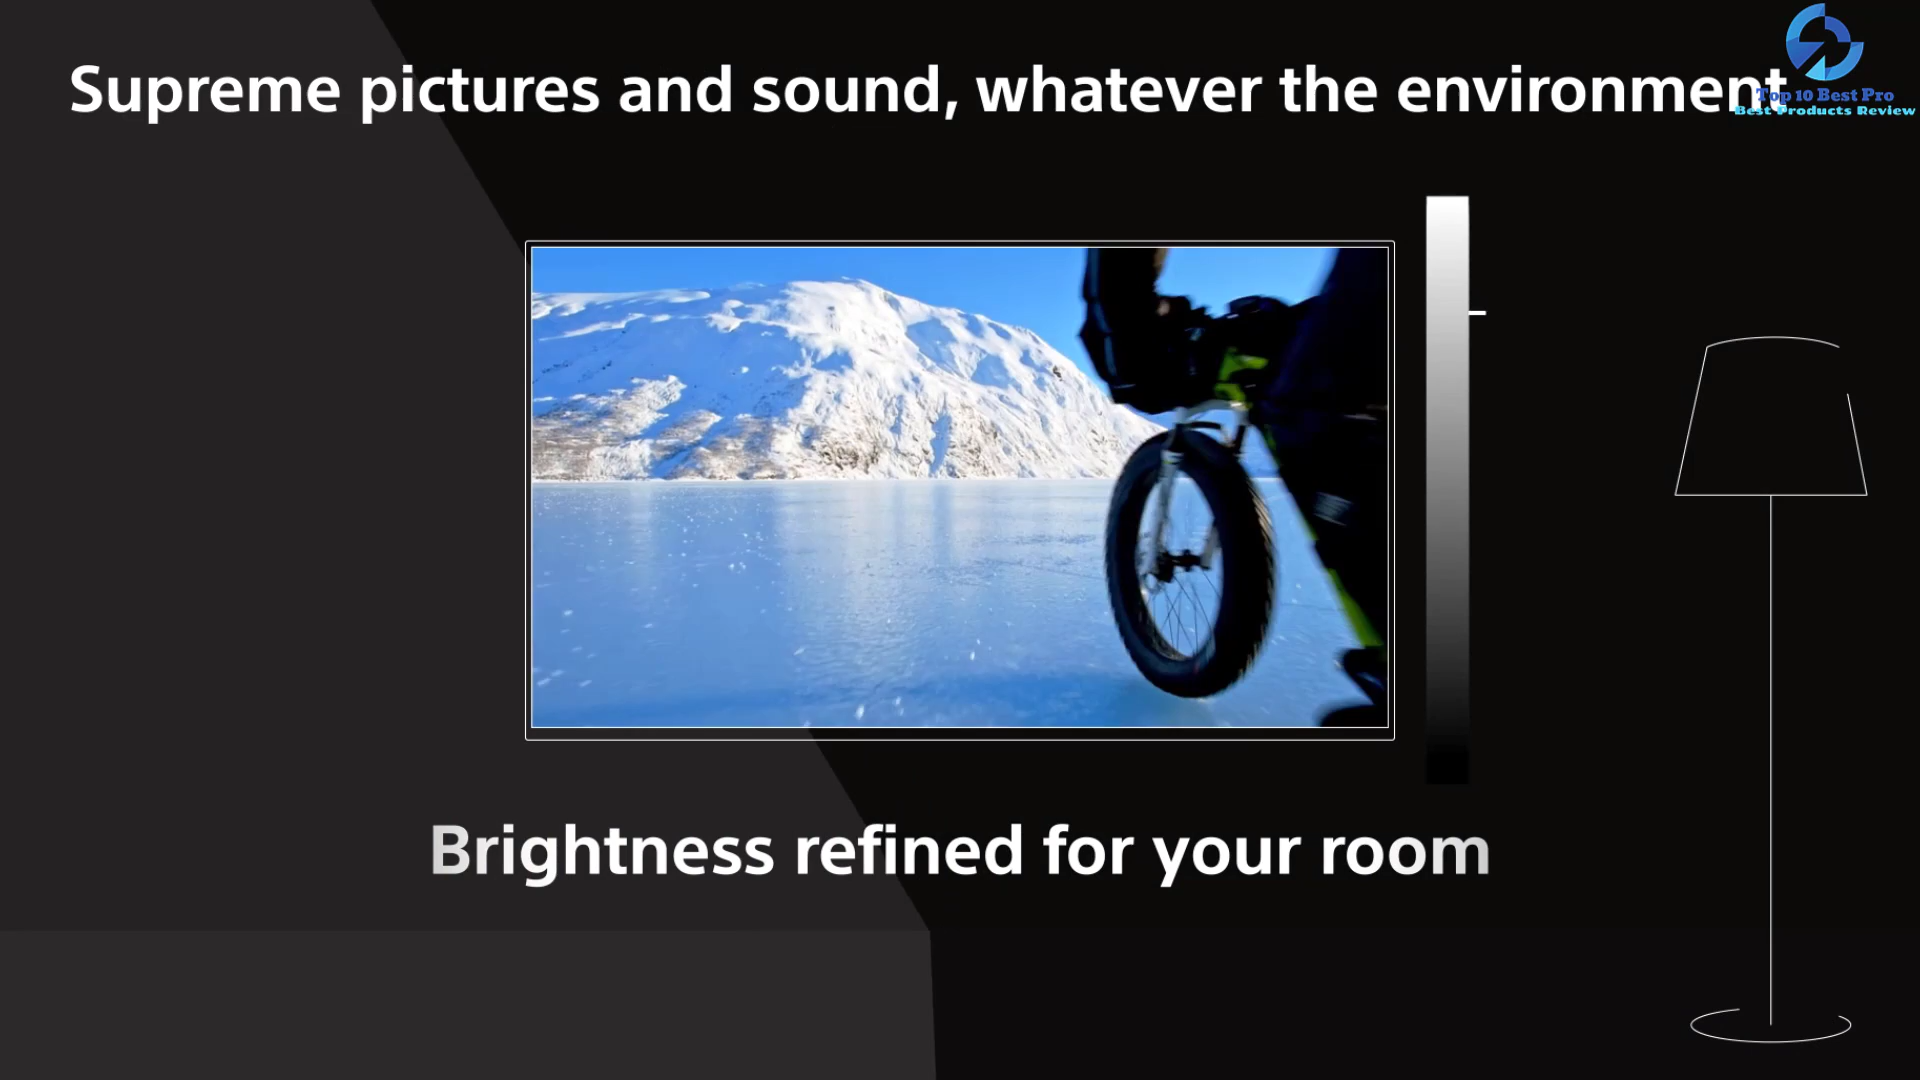 Supreme pictures and sound, whatever the environment
Top 10 Best Pro
Best Products Review
Brightness refined for your room